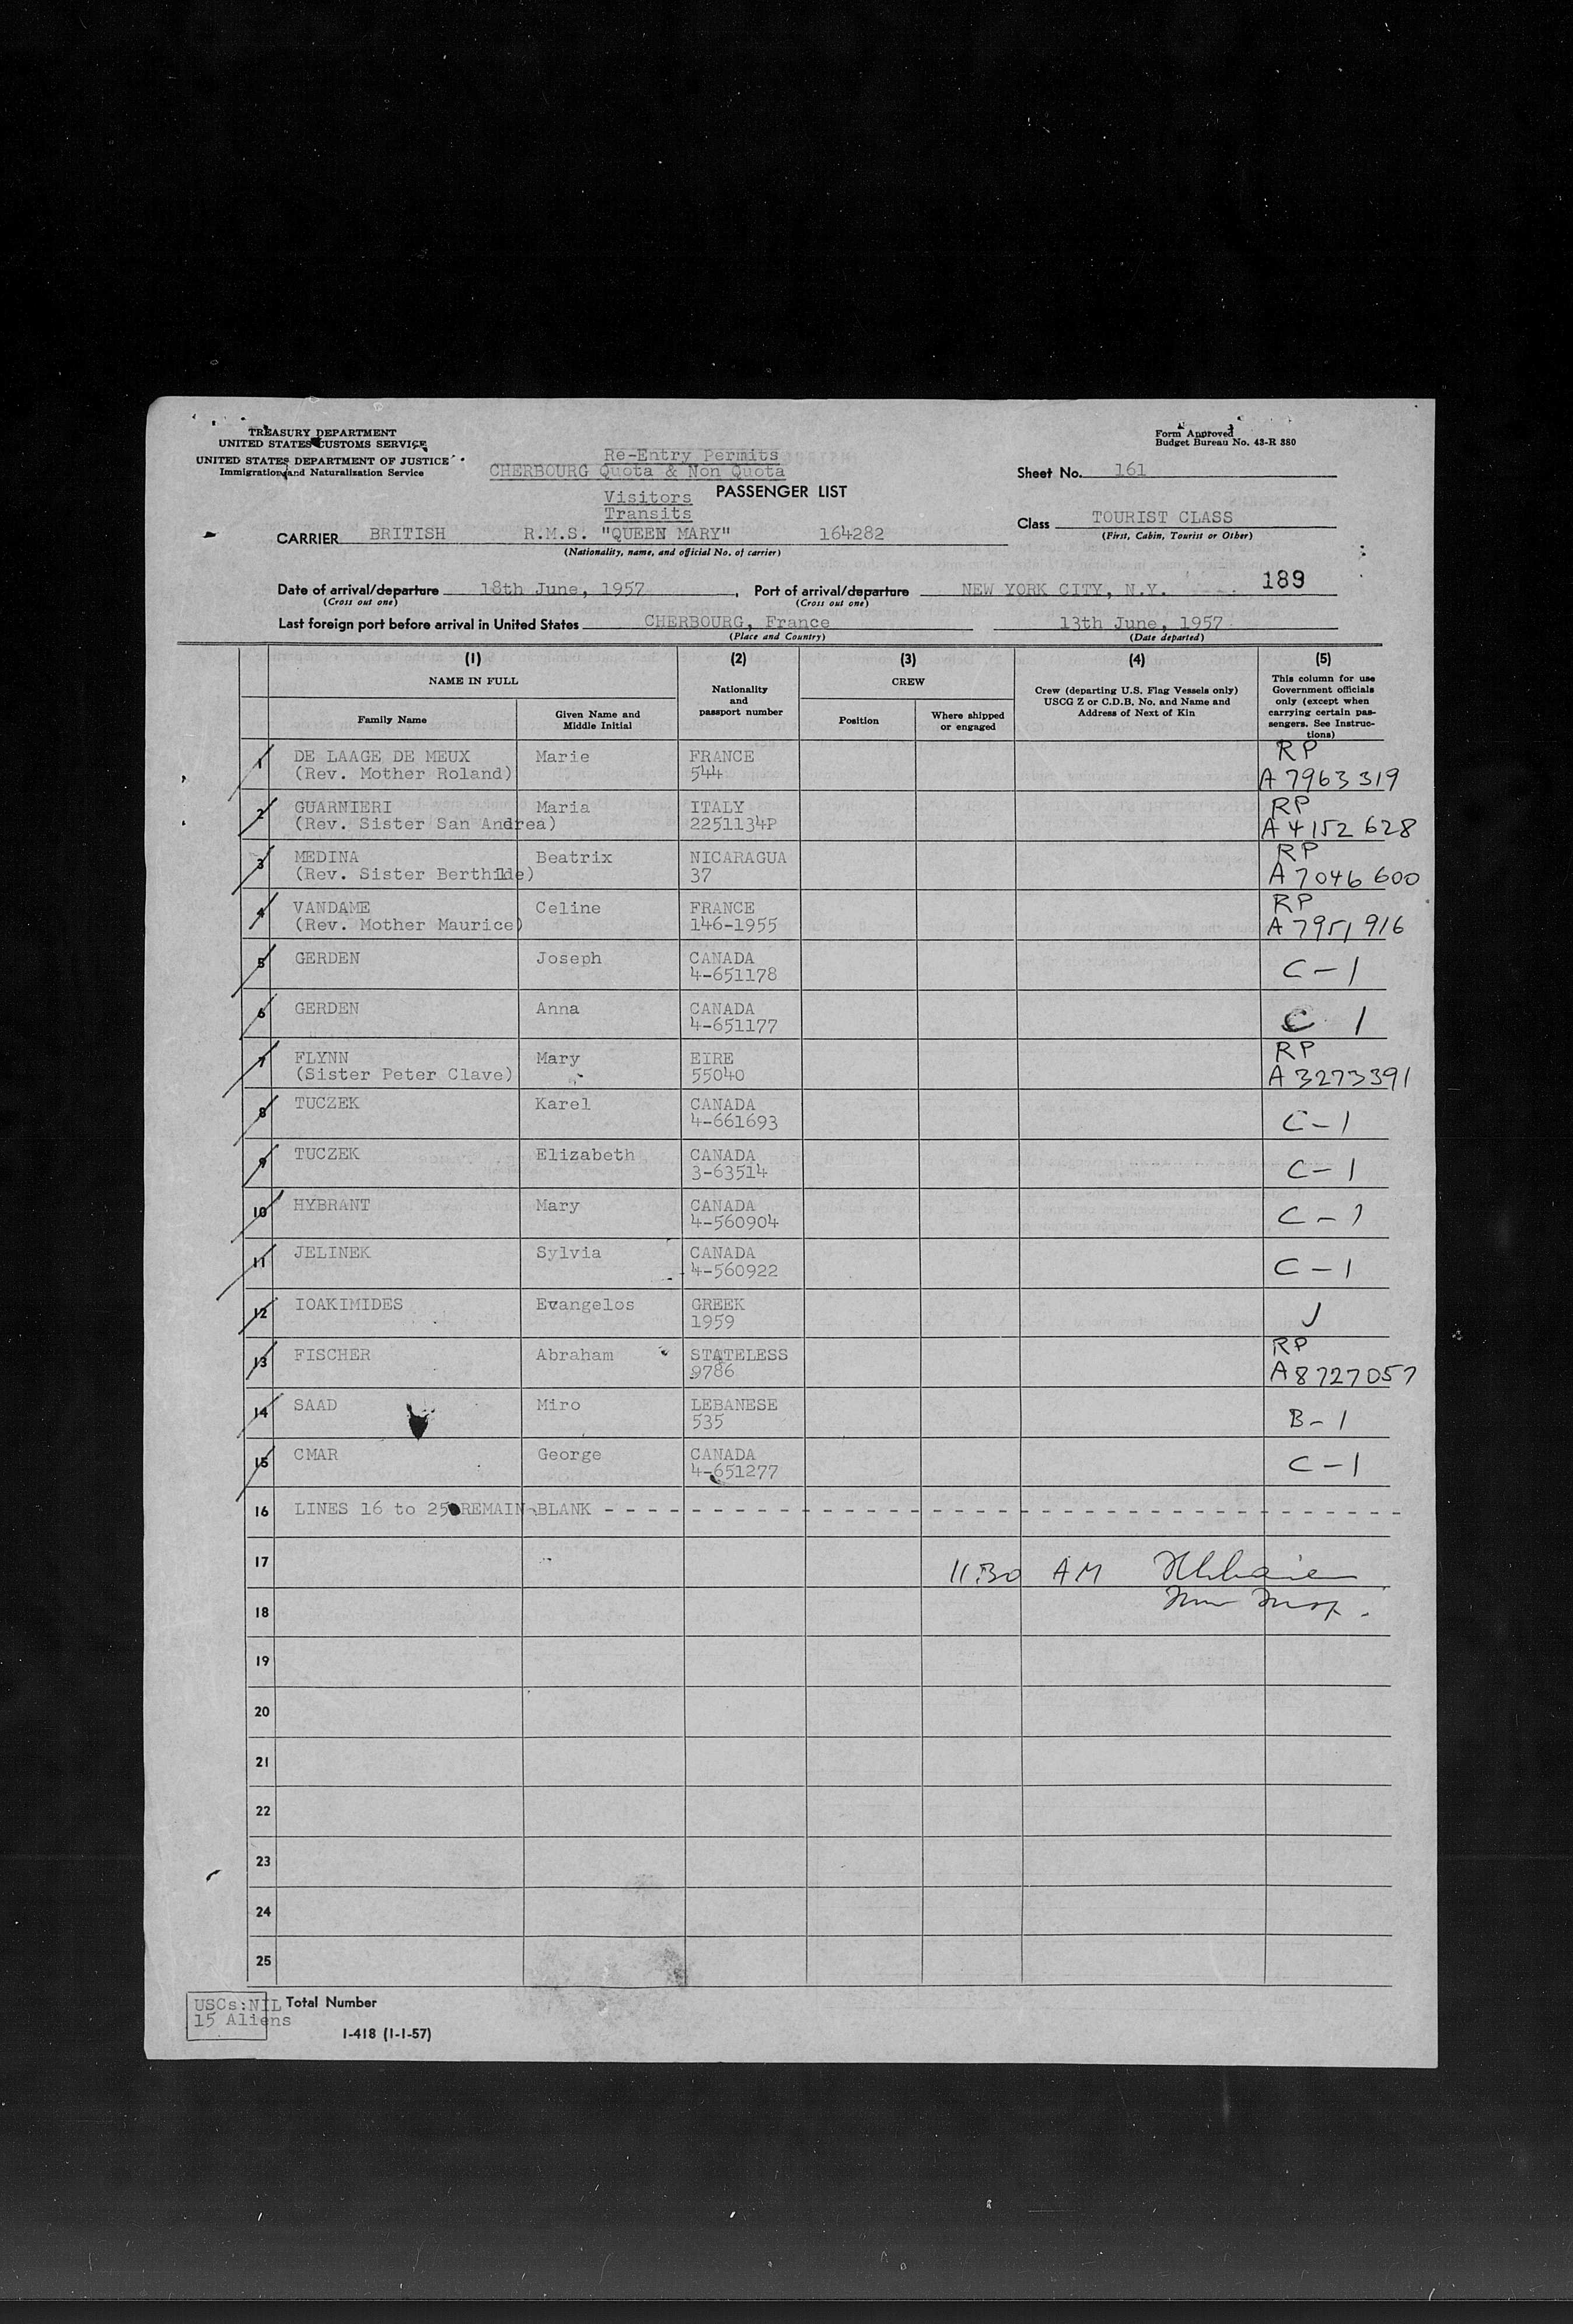 TREASURY DEPARTMENT
UNITED STATES CUSTOMS SERVICE
UNITED STATES DEPARTMENT OF JUSTICE
Immigration and Naturalization Service
Form Approved
Budget Bureau No. 43-R 380
Re-Entry Permits
CHERBOURG Quota & Non Quota
Visitors
Transits
PASSENGER LIST
Sheet No. 161
Class TOURIST CLASS
(First, Cabin, Tourist or Other)
CARRIER BRITISH R.M.S. "QUEEN MARY" 164282
(Nationality, name, and official No. of carrier)
Date of arrival/departure 18th June, 1957, Port of arrival/departure NEW YORK CITY, N.Y. 189
(Cross out one) (Cross out one)
Last foreign port before arrival in United States CHERBOURG, France 13th June, 1957
(Place and Country) (Date departed)
(1) (2) (3) (4) (5)
NAME IN FULL
Family Name
Given Name and
Middle Initial
Nationality
and
passport number
CREW
Position
Where shipped
or engaged
Crew (departing U.S. Flag Vessels only)
USCG Z or C.D.B. No. and Name and
Address of Next of Kin
This column for use
Government officials
only (except when
carrying certain pas-
sengers. See Instruc-
tions)
1 DE LAAGE DE MEUX Marie FRANCE RP
(Rev. Mother Roland) 544 A 7963 319
2 GUARNIERI Maria ITALY RP
(Rev. Sister San Andrea) 2251134P A 4152 628
3 MEDINA Beatrix NICARAGUA RP
(Rev. Sister Berthilde) 37 A 7046 600
4 VANDAME Celine FRANCE RP
(Rev. Mother Maurice) 146-1955 A 7951 916
5 GERDEN Joseph CANADA
4-651178 C-1
6 GERDEN Anna CANADA
4-651177 C 1
7 FLYNN Mary EIRE RP
(Sister Peter Clave) 55040 A 3273391
8 TUCZEK Karel CANADA
4-661693 C-1
9 TUCZEK Elizabeth CANADA
3-63514 C-1
10 HYBRANT Mary CANADA
4-560904 C-1
11 JELINEK Sylvia CANADA
4-560922 C-1
12 IOAKIMIDES Evangelos GREEK
1959
13 FISCHER Abraham STATELESS RP
9786 A8727057
14 SAAD Miro LEBANESE
535 B-1
15 CMAR George CANADA
4-651277 C-1
16 LINES 16 to 25 REMAIN BLANK - - - - - - - - - - - - - - - - - - - -
17 11:30 AM
18
19
20
21
22
23
24
25
USCs:NIL Total Number
15 Aliens
I-418 (1-1-57)